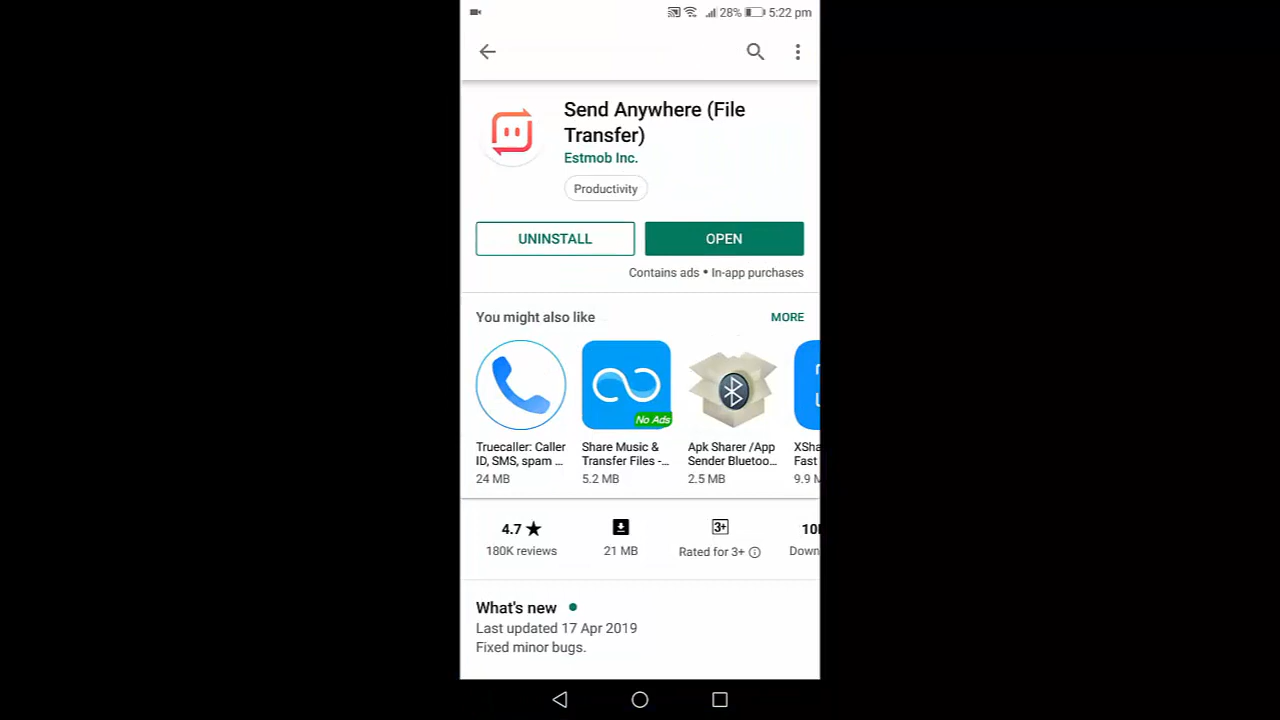 28% 5:22 pm
Send Anywhere (File
Transfer)
Estmob Inc.
Productivity
UNINSTALL OPEN
Contains ads • In-app purchases
You might also like MORE
No Ads
Truecaller: Caller
ID, SMS, spam ...
24 MB
Share Music &
Transfer Files -...
5.2 MB
Apk Sharer /App
Sender Bluetoo...
2.5 MB
XSha
Fast
9.9 M
4.7★
180K reviews
21 MB
3+
Rated for 3+
10
Down
What's new
Last updated 17 Apr 2019
Fixed minor bugs.